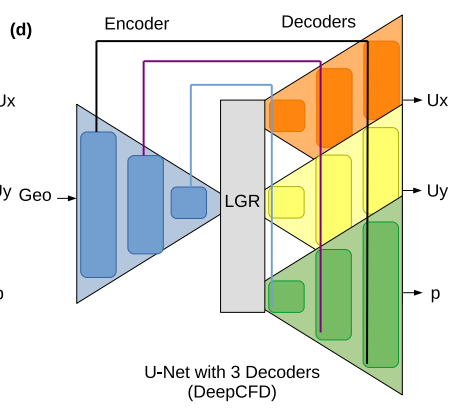 (d)
Encoder
Decoders
Ux
Ux
Uy
Geo
LGR
Uy
p
p
U-Net with 3 Decoders
(DeepCFD)